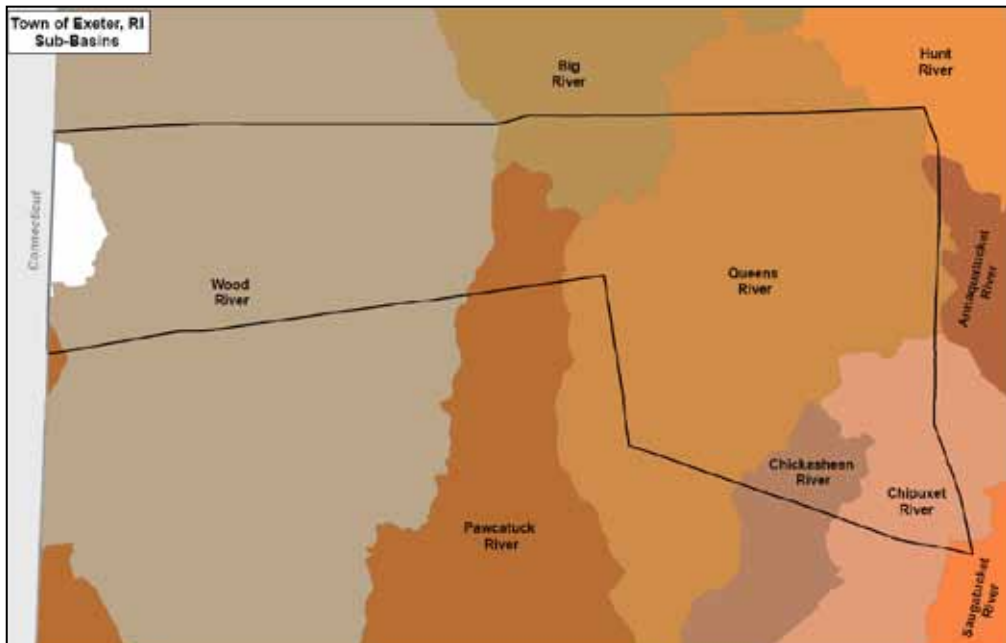 Town of Exeter, RI
Sub-Basins
Big
River
Hunt
River
Connecticut
Annaquatucket River
Wood
River
Queens
River
Chickasheen
River
Chipuxet
River
Pawcatuck
River
Saugatucket
River